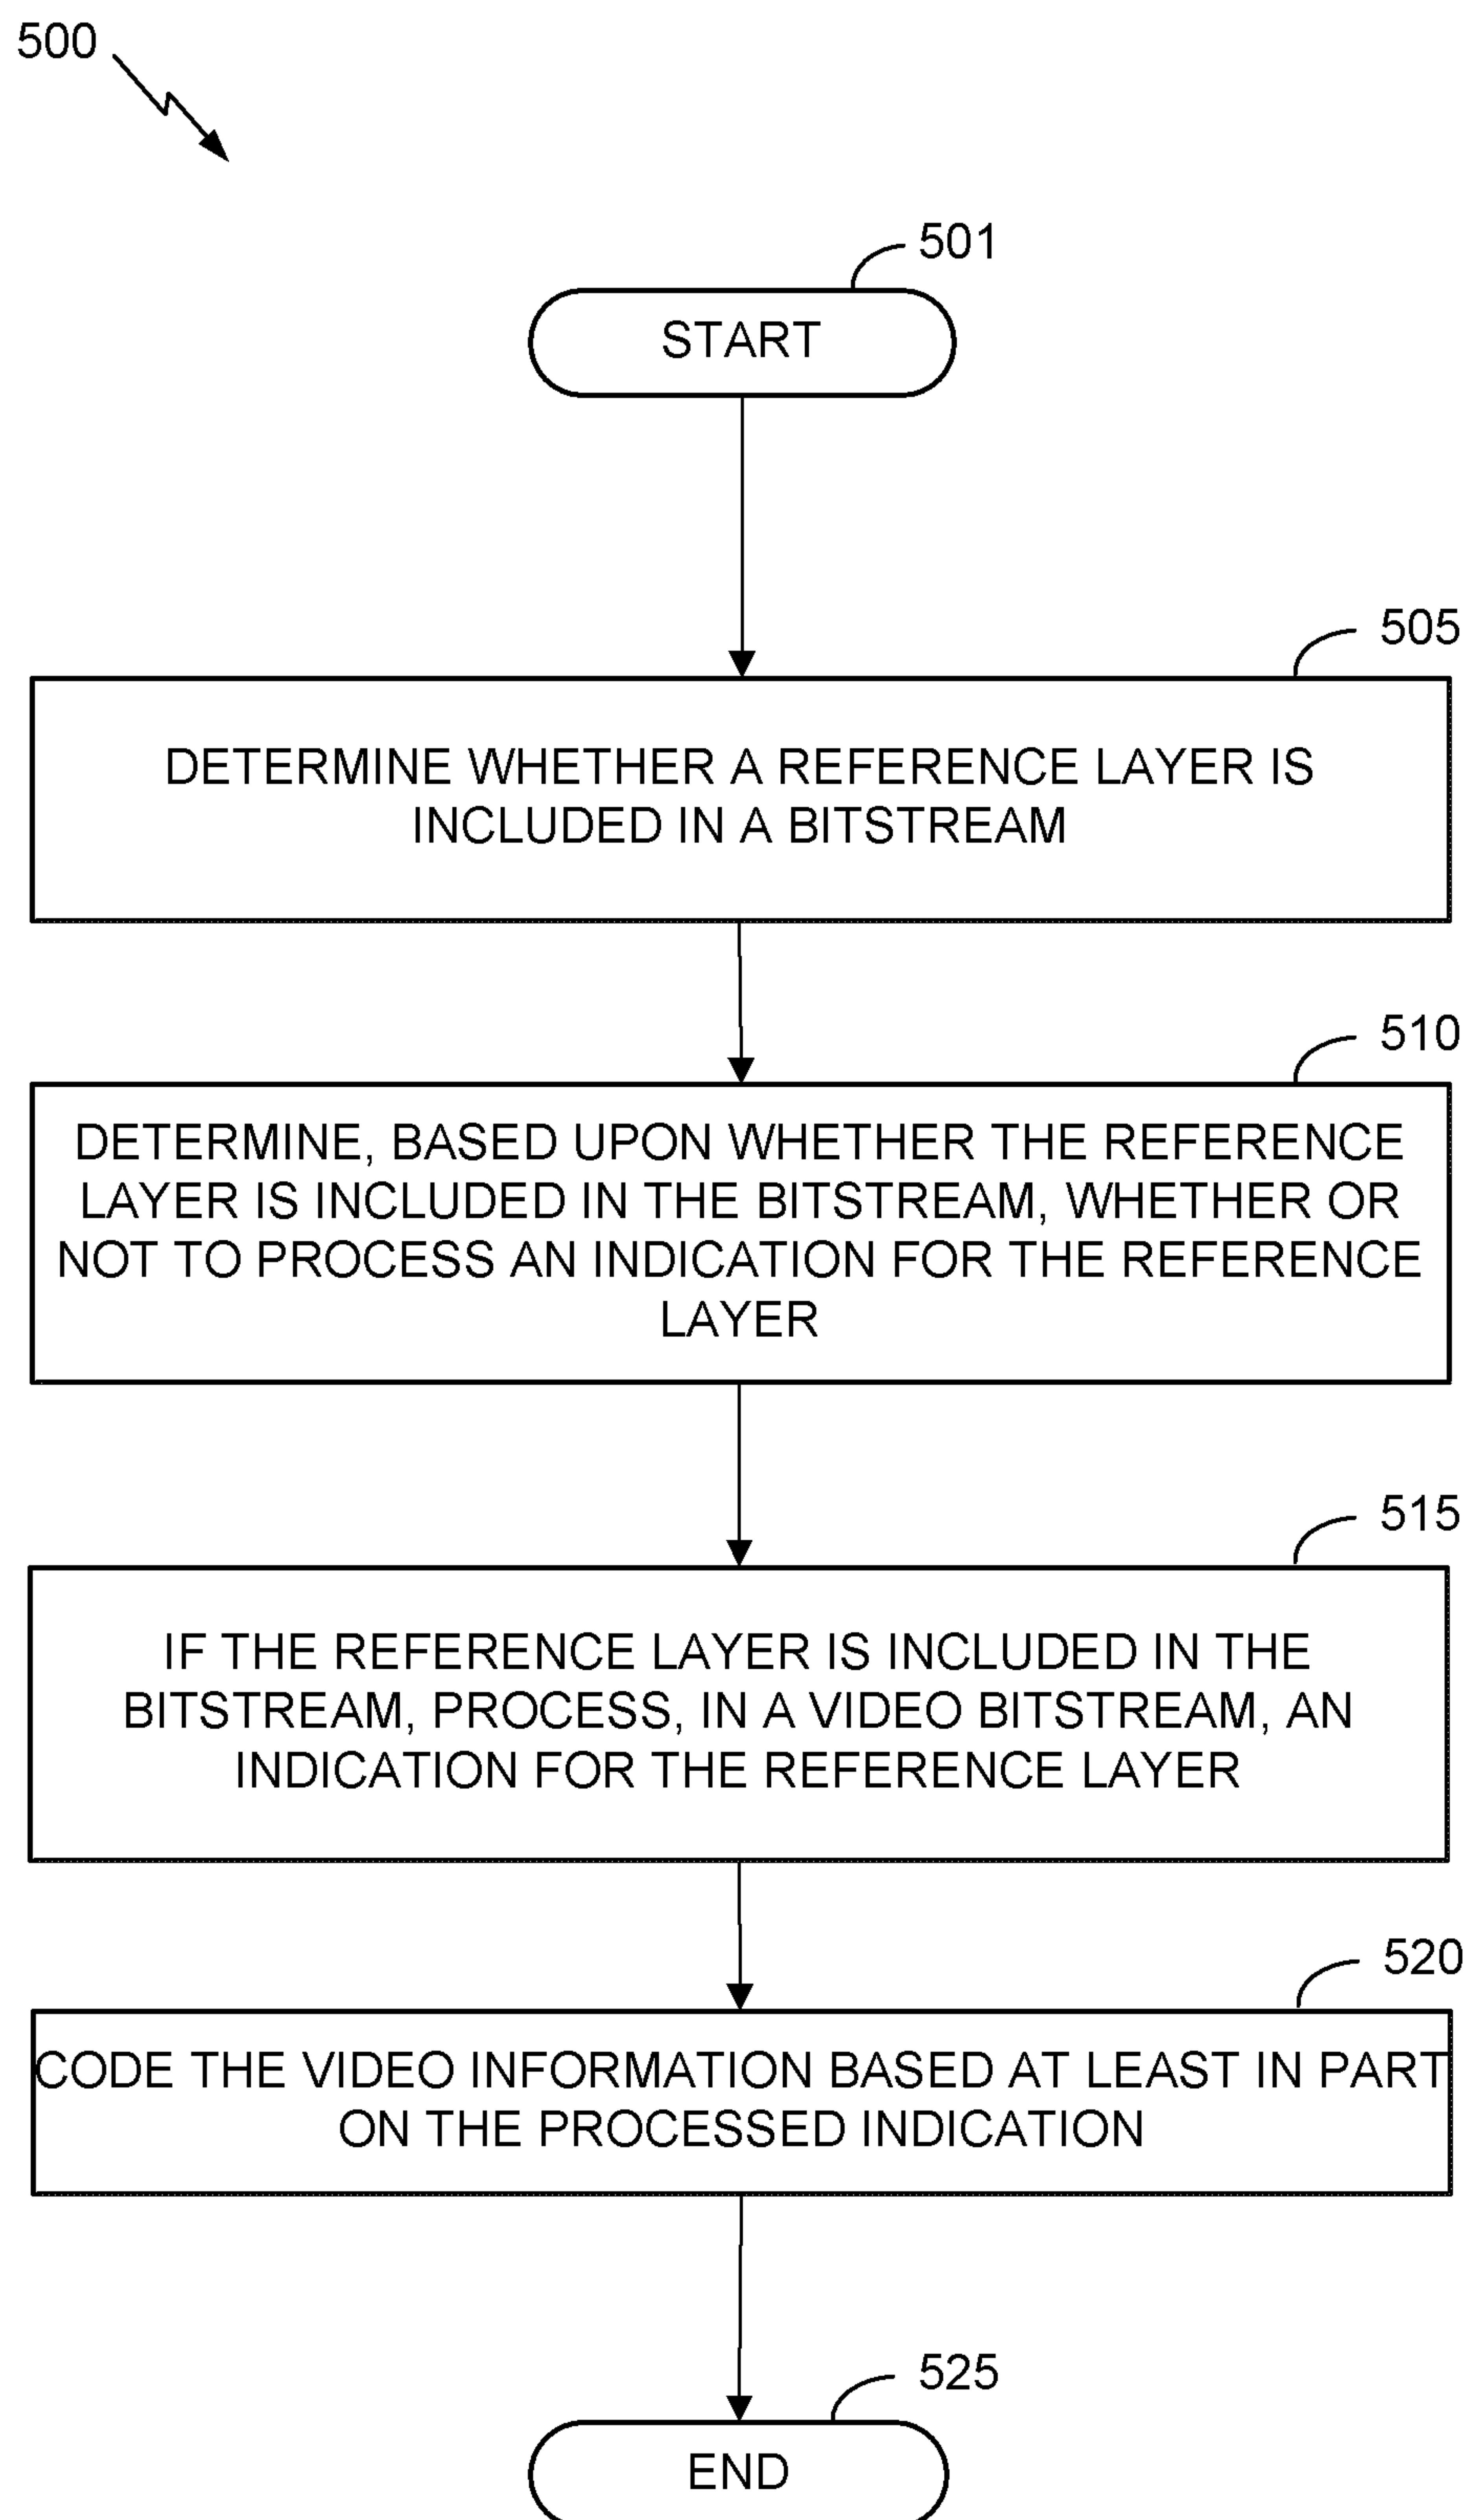 500
501
START
505
DETERMINE WHETHER A REFERENCE LAYER IS
INCLUDED IN A BITSTREAM
510
DETERMINE, BASED UPON WHETHER THE REFERENCE
LAYER IS INCLUDED IN THE BITSTREAM, WHETHER OR
NOT TO PROCESS AN INDICATION FOR THE REFERENCE
LAYER
515
IF THE REFERENCE LAYER IS INCLUDED IN THE
BITSTREAM, PROCESS, IN A VIDEO BITSTREAM, AN
INDICATION FOR THE REFERENCE LAYER
520
CODE THE VIDEO INFORMATION BASED AT LEAST IN PART
ON THE PROCESSED INDICATION
525
END